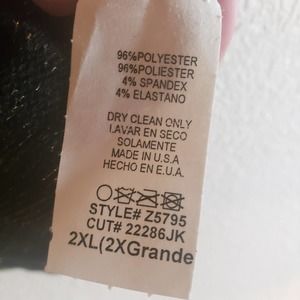 96%POLYESTER
96%POLIESTER
4% SPANDEX
4% ELASTANO
DRY CLEAN ONLY
LAVAR EN SECO
SOLAMENTE
MADE IN U.S.A
HECHO EN E.U.A.
STYLE# Z5795
CUT# 22286JK
2XL(2XGrande